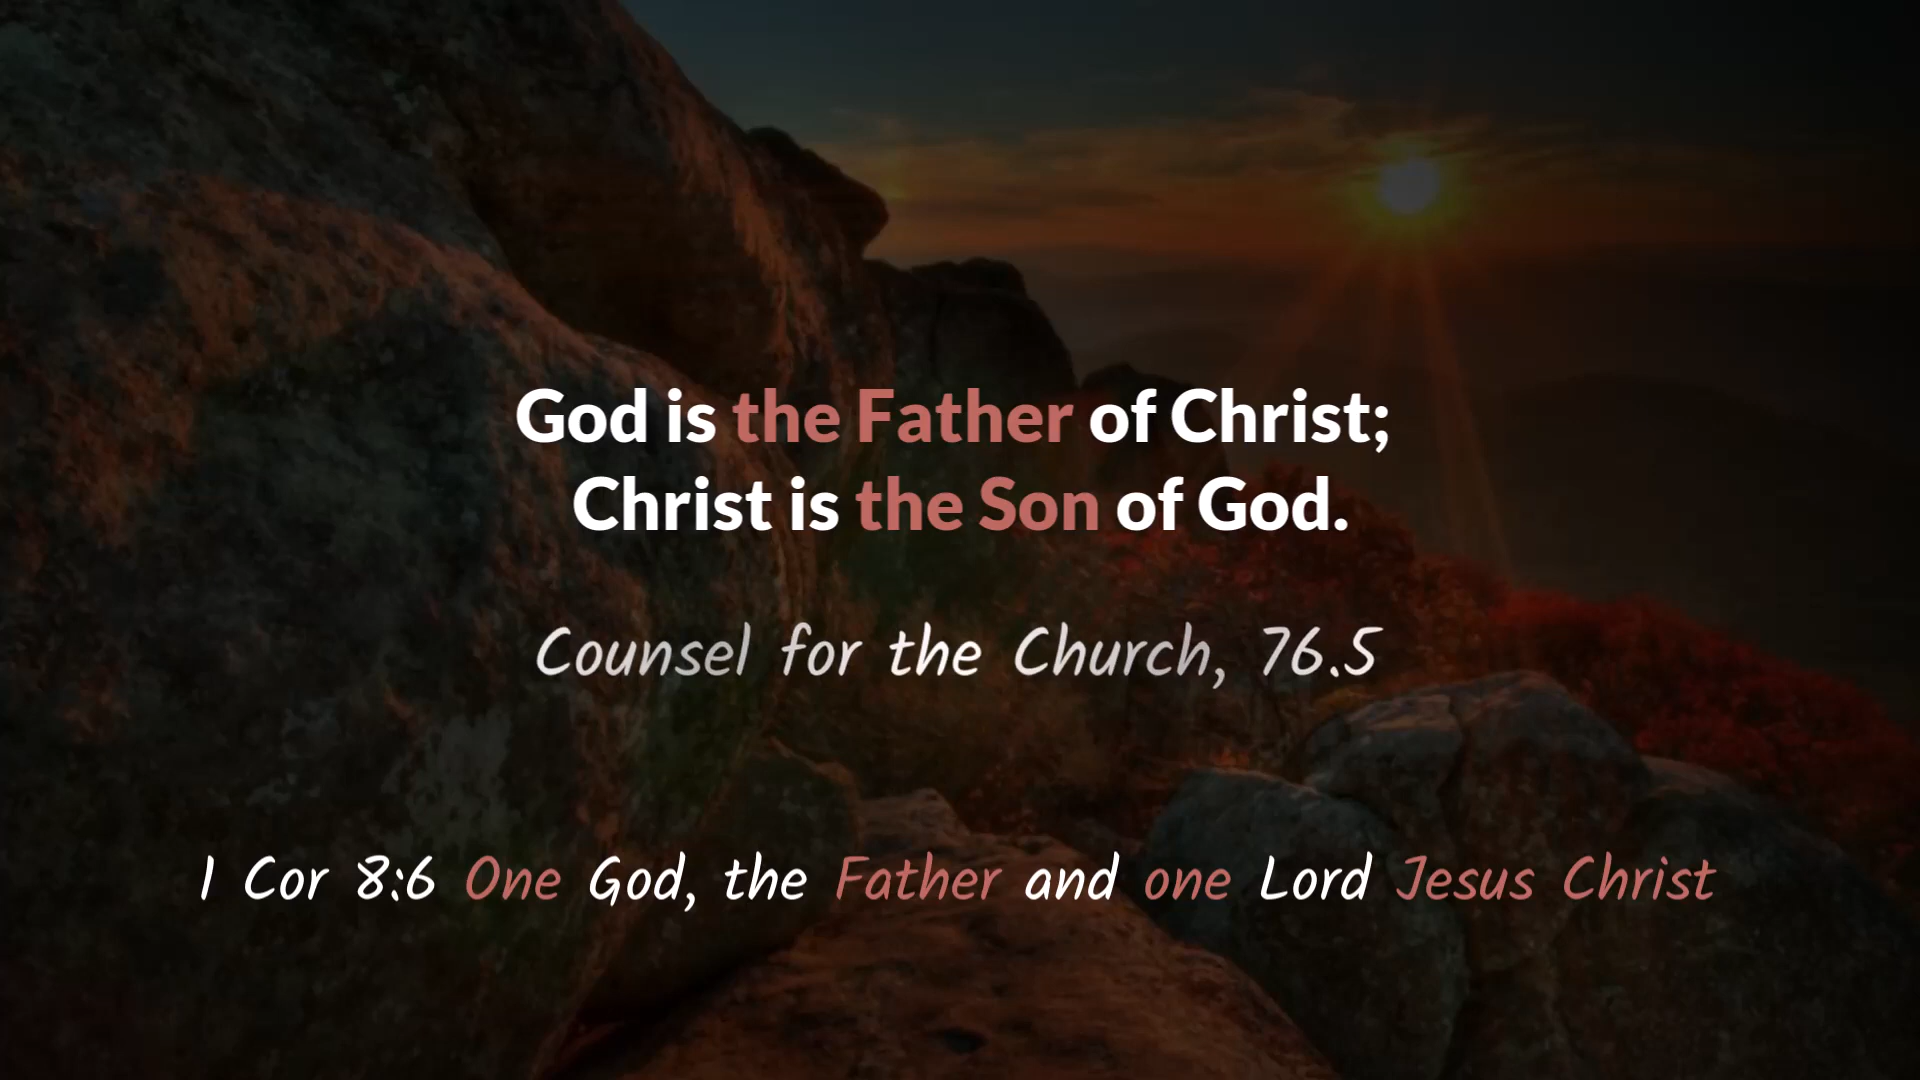 God is the Father of Christ;
Christ is the Son of God.
Counsel for the Church, 76.5
1 Cor 8:6 One God, the Father and one Lord Jesus Christ